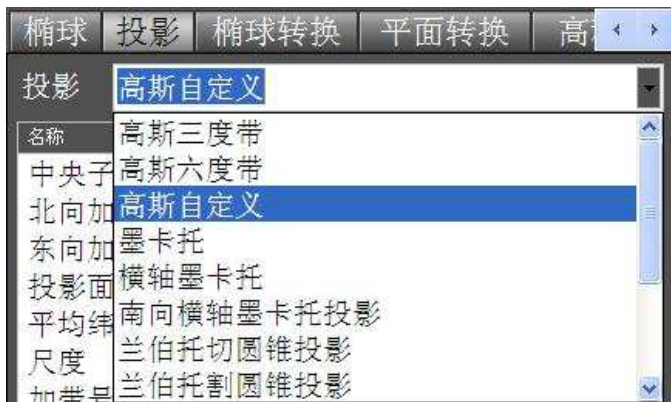 椭球 投影 椭球转换 平面转换 高
投影 高斯自定义
名称 高斯三度带
中央子 高斯六度带
北向加 高斯自定义
东向加 墨卡托
投影面 横轴墨卡托
平均纬 南向横轴墨卡托投影
尺度 兰伯托切圆锥投影
加带号 兰伯托割圆锥投影